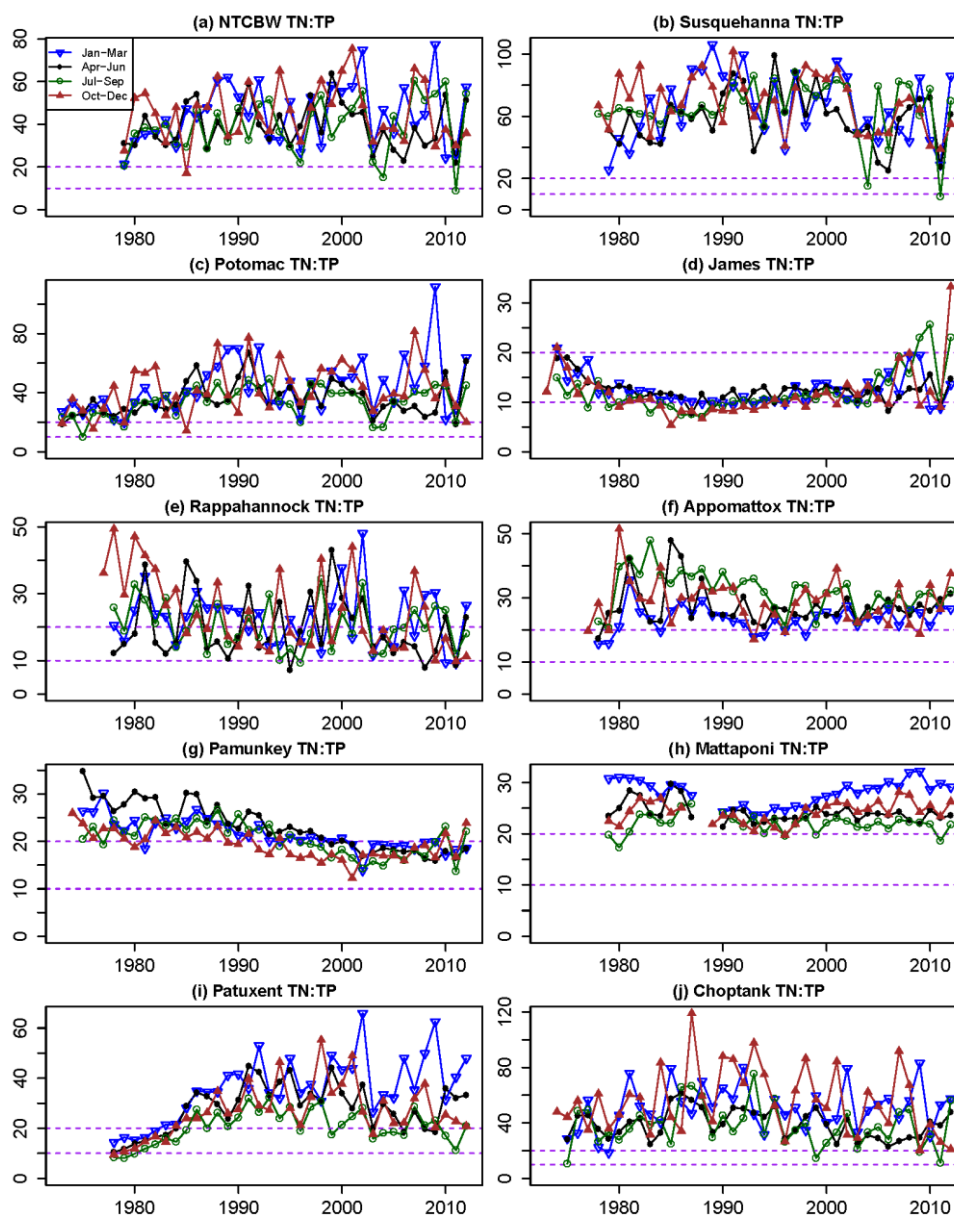 (a) NTCBW TN:TP
80
60
40
20
0
Jan−Mar
Apr−Jun
Jul−Sep
Oct−Dec
1980 1990 2000 2010
(b) Susquehanna TN:TP
100
80
60
40
20
0
1980 1990 2000 2010
(c) Potomac TN:TP
80
60
40
20
0
1980 1990 2000 2010
(d) James TN:TP
30
20
10
0
1980 1990 2000 2010
(e) Rappahannock TN:TP
50
40
30
20
10
0
1980 1990 2000 2010
(f) Appomattox TN:TP
50
40
30
20
10
0
1980 1990 2000 2010
(g) Pamunkey TN:TP
30
20
10
0
1980 1990 2000 2010
(h) Mattaponi TN:TP
30
20
10
0
1980 1990 2000 2010
(i) Patuxent TN:TP
60
40
20
0
1980 1990 2000 2010
(j) Choptank TN:TP
120
80
40
20
0
1980 1990 2000 2010